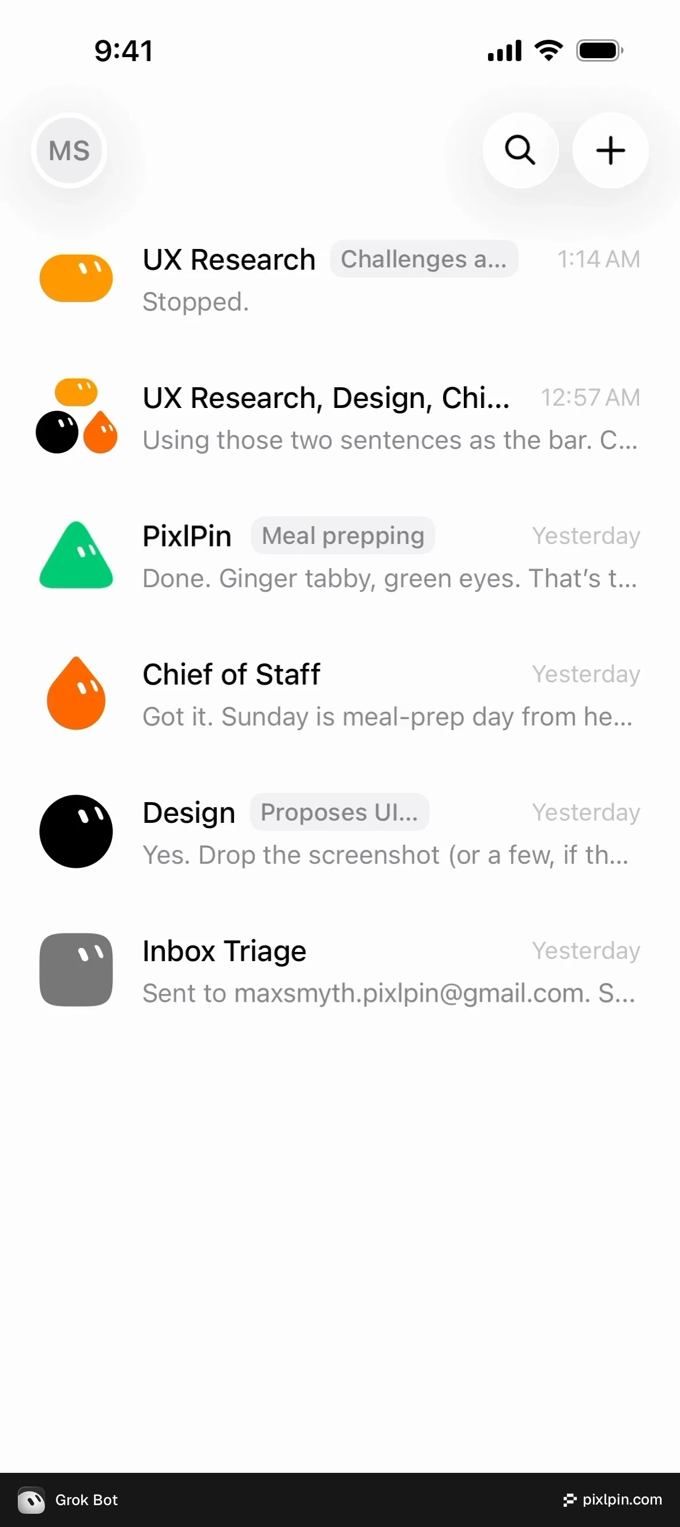 9:41
MS
UX Research Challenges a... 1:14 AM
Stopped.
UX Research, Design, Chi... 12:57 AM
Using those two sentences as the bar. C...
PixlPin Meal prepping Yesterday
Done. Ginger tabby, green eyes. That’s t...
Chief of Staff Yesterday
Got it. Sunday is meal-prep day from he...
Design Proposes UI... Yesterday
Yes. Drop the screenshot (or a few, if th...
Inbox Triage Yesterday
Sent to maxsmyth.pixlpin@gmail.com. S...
Grok Bot pixlpin.com